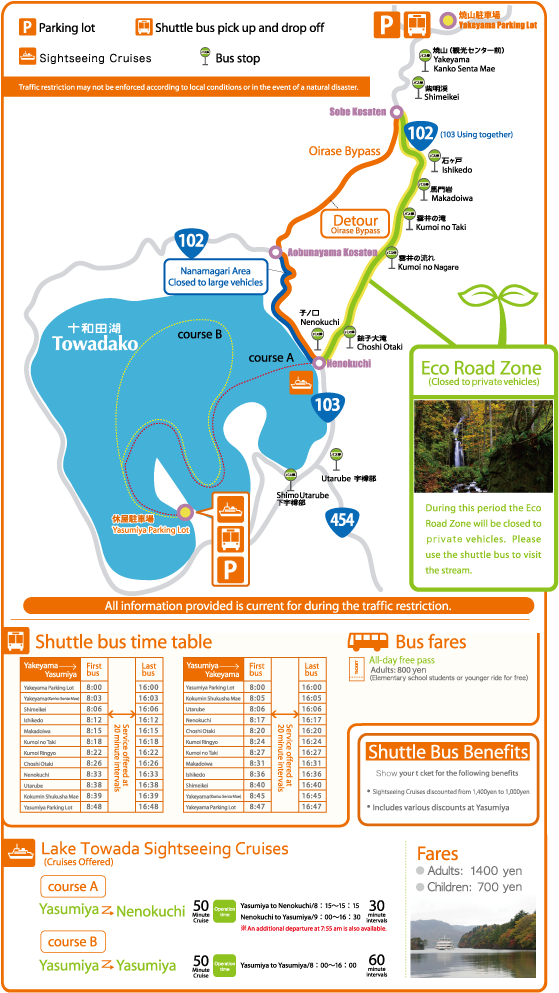 P Parking lot
Shuttle bus pick up and drop off
Sightseeing Cruises
バス停 Bus stop
Traffic restriction may not be enforced according to local conditions or in the event of a natural disaster.
P
焼山駐車場
Yakeyama Parking Lot
焼山（観光センター前）
Yakeyama
Kanko Senta Mae
紫明渓
Shimeikei
Sobe Kosaten
102 (103 Using together)
Oirase Bypass
石ヶ戸
Ishikedo
馬門岩
Makadoiwa
Detour
Oirase Bypass
雲井の滝
Kumoi no Taki
102
Aobunayama Kosaten
雲井の流れ
Kumoi no Nagare
Nanamagari Area
Closed to large vehicles
子ノ口
Nenokuchi
銚子大滝
Choshi Otaki
十和田湖
Towadako
course B
course A
Nenokuchi
103
Eco Road Zone
(Closed to private vehicles)
During this period the Eco
Road Zone will be closed to
private vehicles. Please
use the shuttle bus to visit
the stream.
Utarube 宇樽部
Shimo Utarube
下宇樽部
454
休屋駐車場
Yasumiya Parking Lot
P
All information provided is current for during the traffic restriction.
Shuttle bus time table
Yakeyama → Yasumiya First bus Last bus
Yakeyama Parking Lot 8:00 16:00
Yakeyama(Kanko Senta Mae) 8:03 16:03
Shimeikei 8:06 16:06
Ishikedo 8:12 16:12
Makadoiwa 8:15 16:15
Kumoi no Taki 8:18 16:18
Kumoi Ringyo 8:22 16:22
Choshi Otaki 8:26 16:26
Nenokuchi 8:33 16:33
Utarube 8:38 16:38
Kokumin Shukusha Mae 8:39 16:39
Yasumiya Parking Lot 8:48 16:48
Service offered at
20 minute intervals
Yasumiya → Yakeyama First bus Last bus
Yasumiya Parking Lot 8:00 16:00
Kokumin Shukusha Mae 8:05 16:05
Utarube 8:06 16:06
Nenokuchi 8:17 16:17
Choshi Otaki 8:20 16:20
Kumoi Ringyo 8:24 16:24
Kumoi no Taki 8:27 16:27
Makadoiwa 8:31 16:31
Ishikedo 8:36 16:36
Shimeikei 8:40 16:40
Yakeyama(Kanko Senta Mae) 8:45 16:45
Yakeyama Parking Lot 8:47 16:47
Service offered at
20 minute intervals
Bus fares
TICKET
All-day free pass
Adults: 800 yen
(Elementary school students or younger ride for free)
Shuttle Bus Benefits
Show your t cket for the following benefits
• Sightseeing Cruises discounted from 1,400yen to 1,000yen
• Includes various discounts at Yasumiya
Lake Towada Sightseeing Cruises
(Cruises Offered)
course A
Yasumiya Nenokuchi
50 Minute Cruise
Operation time
Yasumiya to Nenokuchi/8：15〜15：15
Nenokuchi to Yasumiya/9：00〜16：30
※An additional departure at 7:55 am is also available.
30 minute intervals
course B
Yasumiya Yasumiya
50 Minute Cruise
Operation time
Yasumiya to Yasumiya/8：00〜16：00
60 minute intervals
Fares
Adults: 1400 yen
Children: 700 yen